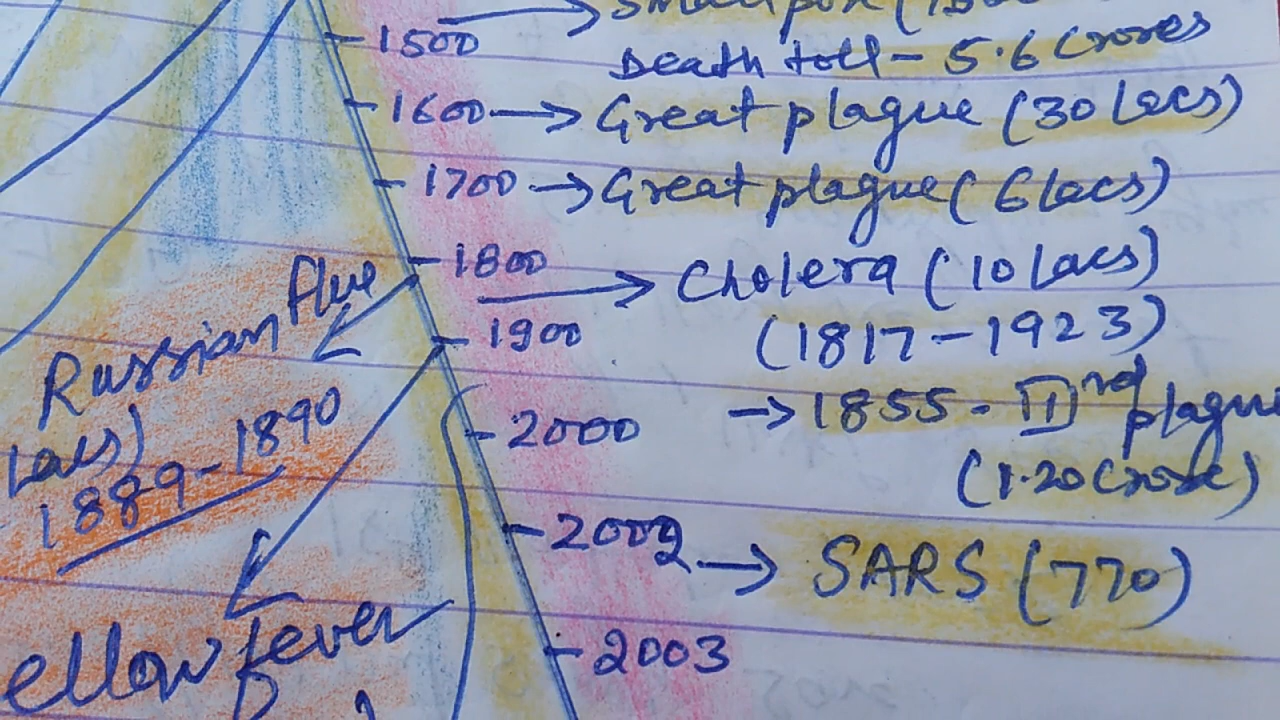 1500 → Smallpox (
Death toll - 5.6 Crores
1600 → Great plague (30 lacs)
1700 → Great plague (6 lacs)
1800 → Cholera (10 lacs)
(1817-1923)
1900
→ 1855 - IIIrd plague
(1.20 Crore)
2000
2002 → SARS (770)
2003
Russian flue
lacs)
1889-1890
ellow fever